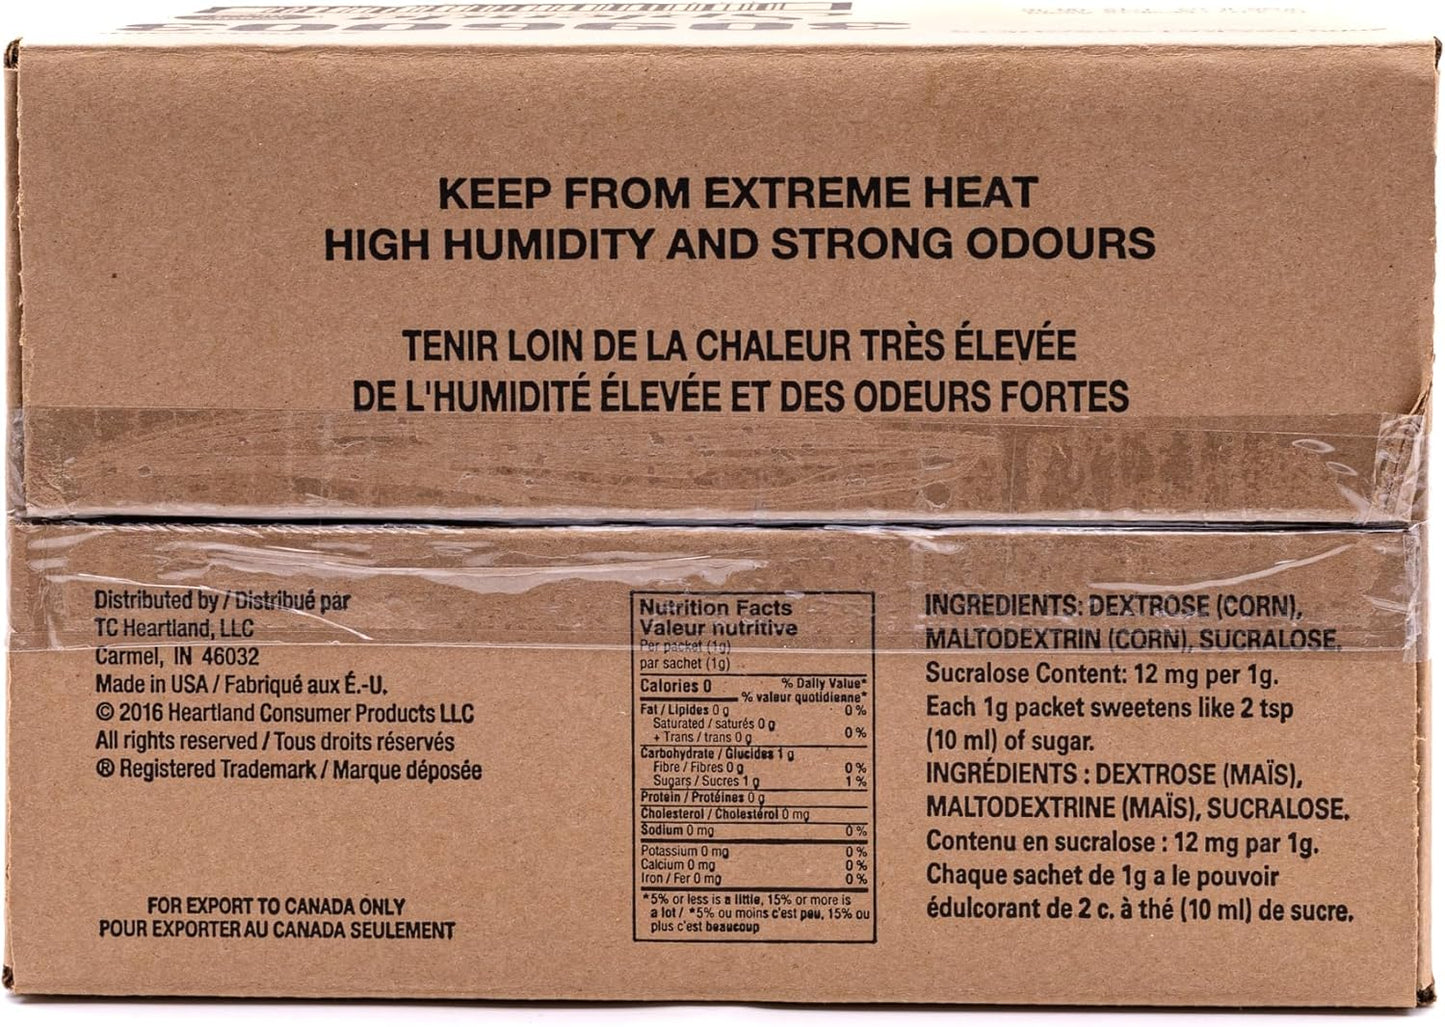 KEEP FROM EXTREME HEAT
HIGH HUMIDITY AND STRONG ODOURS
TENIR LOIN DE LA CHALEUR TRÈS ÉLEVÉE
DE L'HUMIDITÉ ÉLEVÉE ET DES ODEURS FORTES
Distributed by / Distribué par
TC Heartland, LLC
Carmel, IN 46032
Made in USA / Fabriqué aux É.-U.
© 2016 Heartland Consumer Products LLC
All rights reserved / Tous droits réservés
® Registered Trademark / Marque déposée
FOR EXPORT TO CANADA ONLY
POUR EXPORTER AU CANADA SEULEMENT
Nutrition Facts
Valeur nutritive
Per packet (1g)
par sachet (1g)
Calories 0 % Daily Value*
% valeur quotidienne*
Fat / Lipides 0 g 0 %
Saturated / saturés 0 g
+ Trans / trans 0 g 0 %
Carbohydrate / Glucides 1 g
Fibre / Fibres 0 g 0 %
Sugars / Sucres 1 g 1 %
Protein / Protéines 0 g
Cholesterol / Cholestérol 0 mg
Sodium 0 mg 0 %
Potassium 0 mg 0 %
Calcium 0 mg 0 %
Iron / Fer 0 mg 0 %
*5% or less is a little, 15% or more is
a lot / *5% ou moins c'est peu, 15% ou
plus c'est beaucoup
INGREDIENTS: DEXTROSE (CORN),
MALTODEXTRIN (CORN), SUCRALOSE.
Sucralose Content: 12 mg per 1g.
Each 1g packet sweetens like 2 tsp
(10 ml) of sugar.
INGRÉDIENTS : DEXTROSE (MAÏS),
MALTODEXTRINE (MAÏS), SUCRALOSE.
Contenu en sucralose : 12 mg par 1g.
Chaque sachet de 1g a le pouvoir
édulcorant de 2 c. à thé (10 ml) de sucre.